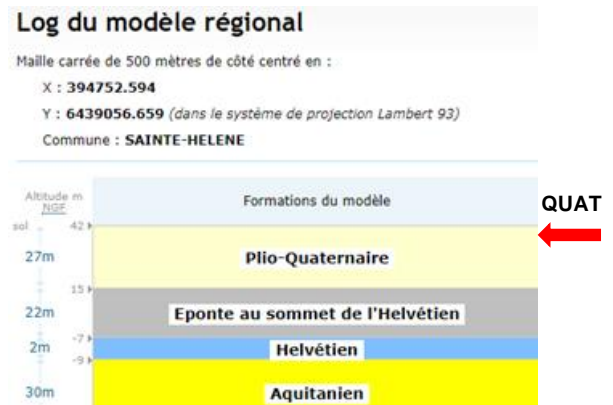 Log du modèle régional
Maille carrée de 500 mètres de côté centré en :
X : 394752.594
Y : 6439056.659 (dans le système de projection Lambert 93)
Commune : SAINTE-HELENE
Altitude m
NGF
Formations du modèle
QUAT
sol
42
27m
Plio-Quaternaire
15
22m
Eponte au sommet de l'Helvétien
-7
2m
Helvétien
-9
30m
Aquitanien